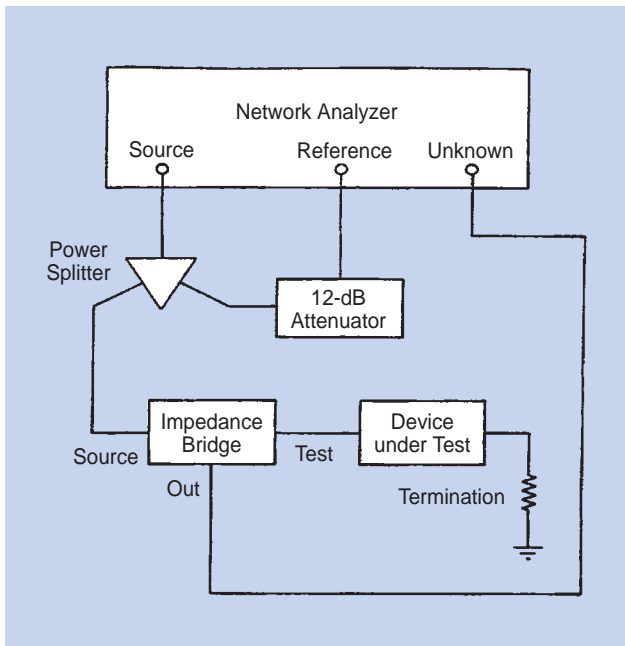 Network Analyzer
Source
Reference
Unknown
Power
Splitter
12-dB
Attenuator
Impedance
Bridge
Device
under Test
Source
Test
Out
Termination